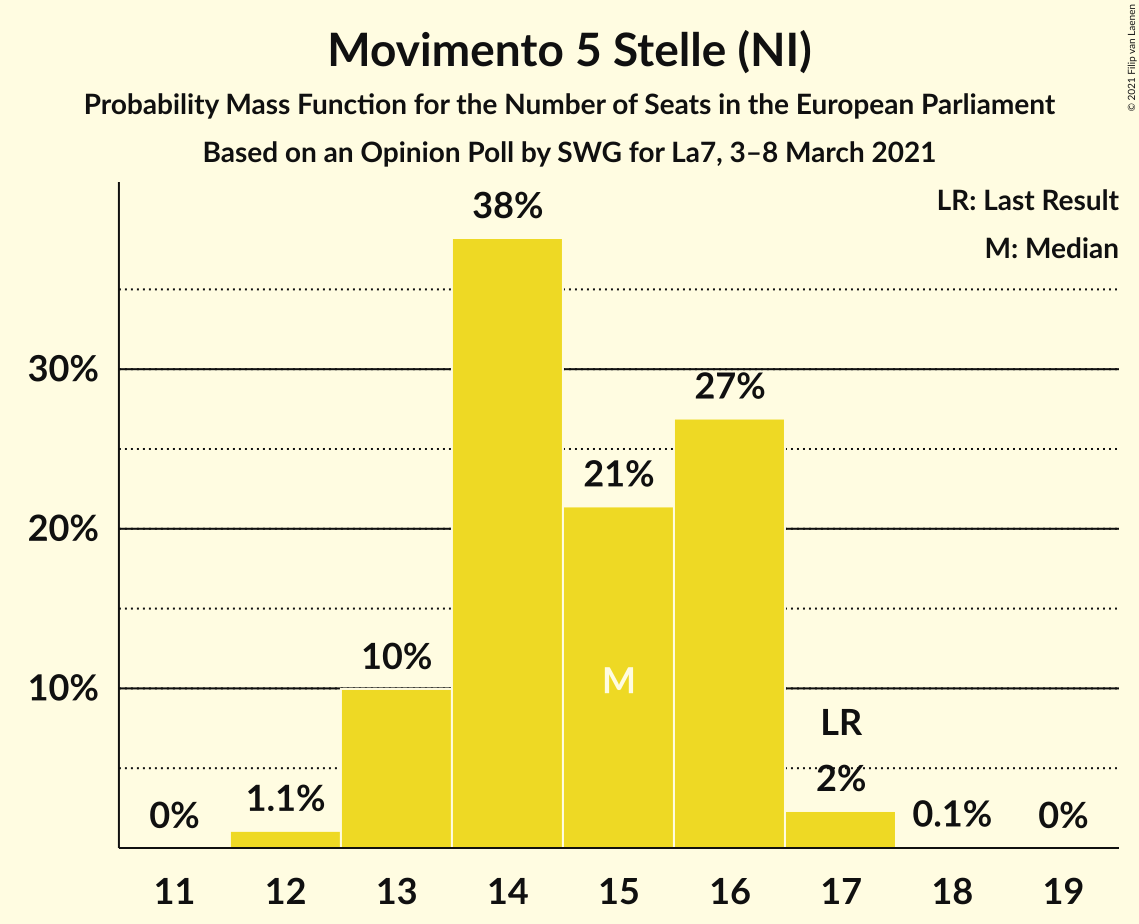 Movimento 5 Stelle (NI)
Probability Mass Function for the Number of Seats in the European Parliament
Based on an Opinion Poll by SWG for La7, 3–8 March 2021
© 2021 Filip van Laenen
LR: Last Result
M: Median
30%
20%
10%
0%
1.1%
10%
38%
21%
M
27%
LR
2%
0.1%
0%
11 12 13 14 15 16 17 18 19